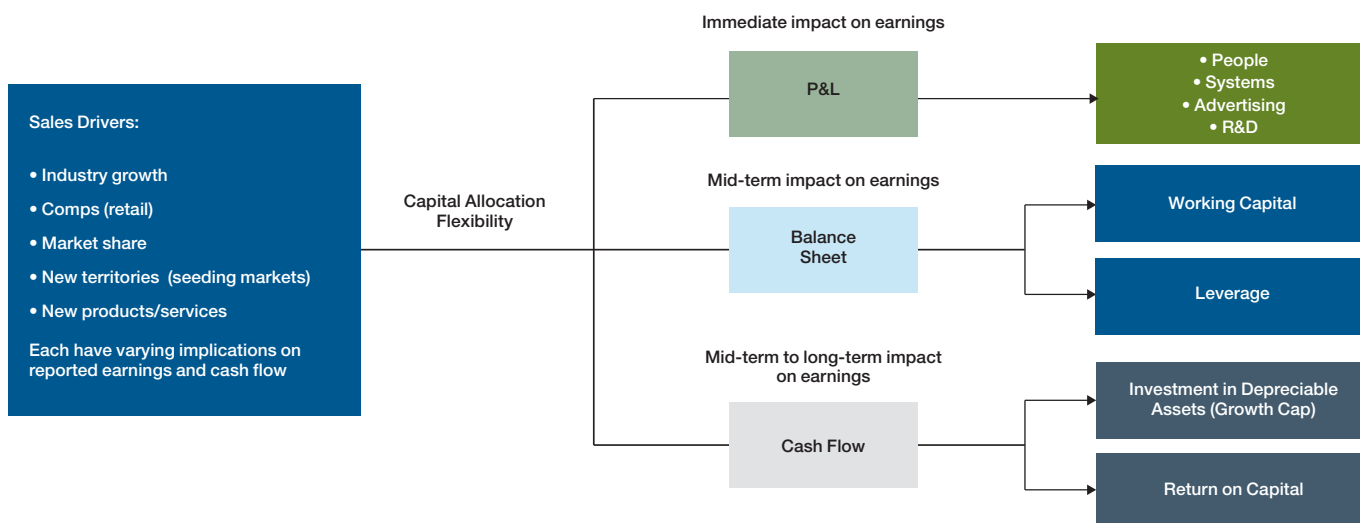 Sales Drivers:
• Industry growth
• Comps (retail)
• Market share
• New territories  (seeding markets)
• New products/services
Each have varying implications on
reported earnings and cash flow
Capital Allocation
Flexibility
Immediate impact on earnings
P&L
• People
• Systems
• Advertising
• R&D
Mid-term impact on earnings
Balance
Sheet
Working Capital
Leverage
Mid-term to long-term impact
on earnings
Cash Flow
Investment in Depreciable
Assets (Growth Cap)
Return on Capital